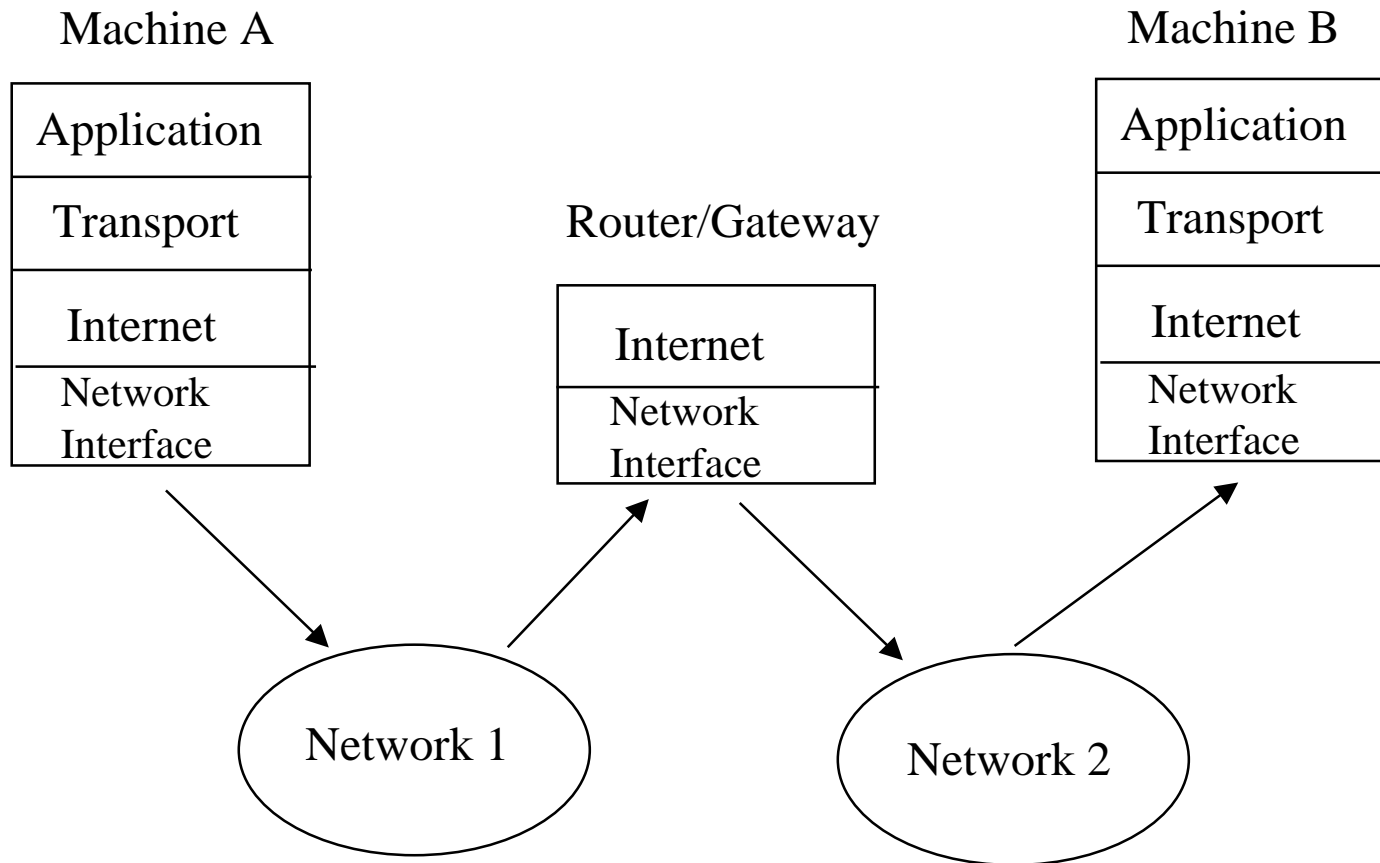 Machine A
Application
Transport
Internet
Network
Interface
Router/Gateway
Internet
Network
Interface
Machine B
Application
Transport
Internet
Network
Interface
Network 1
Network 2